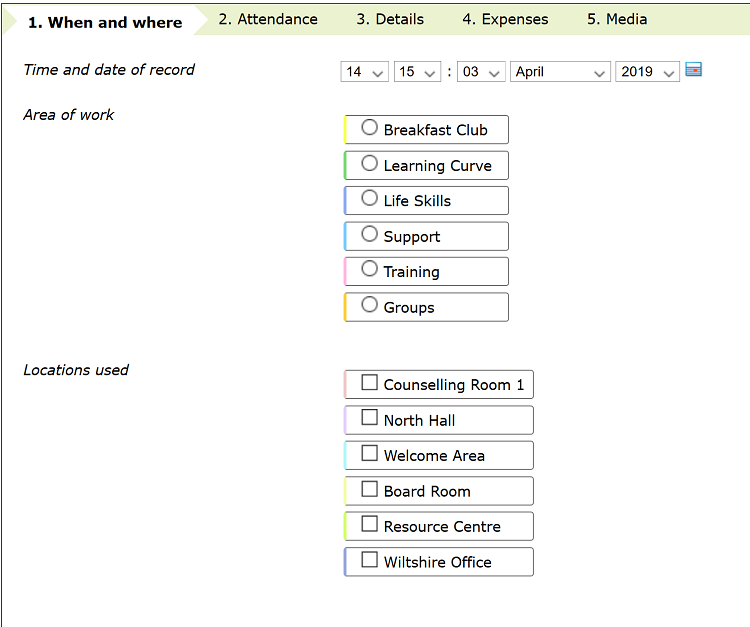 1. When and where 2. Attendance 3. Details 4. Expenses 5. Media
Time and date of record 14 15 : 03 April 2019
Area of work
Breakfast Club
Learning Curve
Life Skills
Support
Training
Groups
Locations used
Counselling Room 1
North Hall
Welcome Area
Board Room
Resource Centre
Wiltshire Office